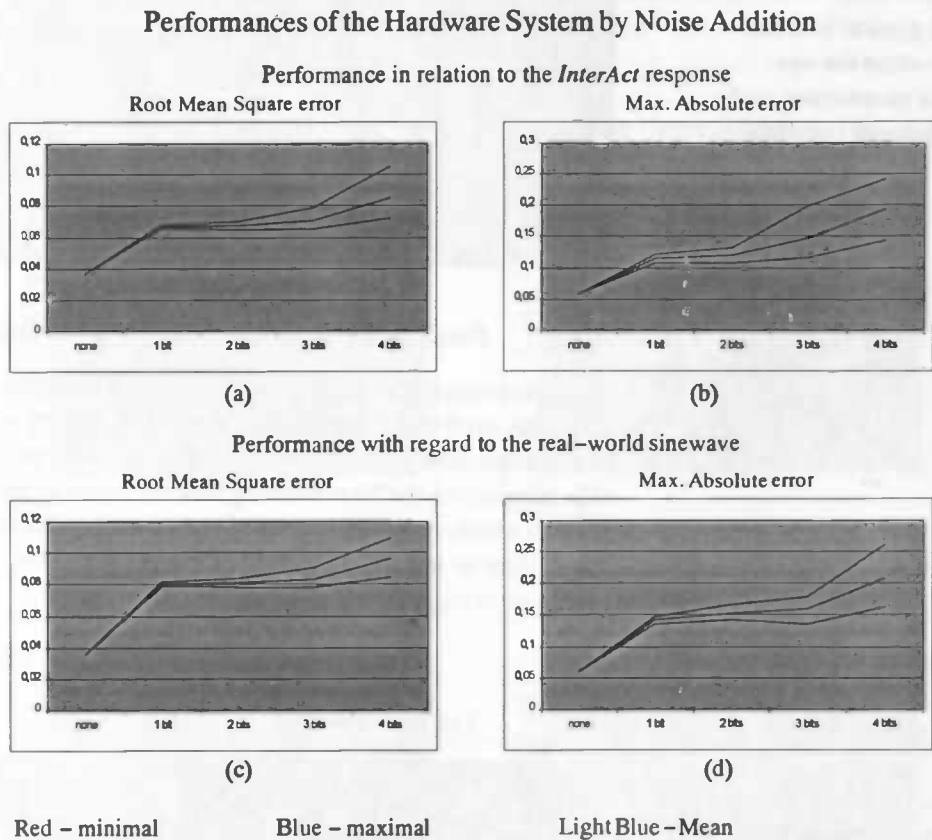 Performances of the Hardware System by Noise Addition
Performance in relation to the InterAct response
Root Mean Square error
Max. Absolute error
0,12
0,1
0,08
0,06
0,04
0,02
0
none 1 bit 2 bits 3 bits 4 bits
(a)
0,3
0,25
0,2
0,15
0,1
0,05
0
none 1 bit 2 bits 3 bits 4 bits
(b)
Performance with regard to the real-world sinewave
Root Mean Square error
Max. Absolute error
0,12
0,1
0,08
0,06
0,04
0,02
0
none 1 bit 2 bits 3 bits 4 bits
(c)
0,3
0,25
0,2
0,15
0,1
0,05
0
none 1 bit 2 bits 3 bits 4 bits
(d)
Red – minimal Blue – maximal Light Blue – Mean